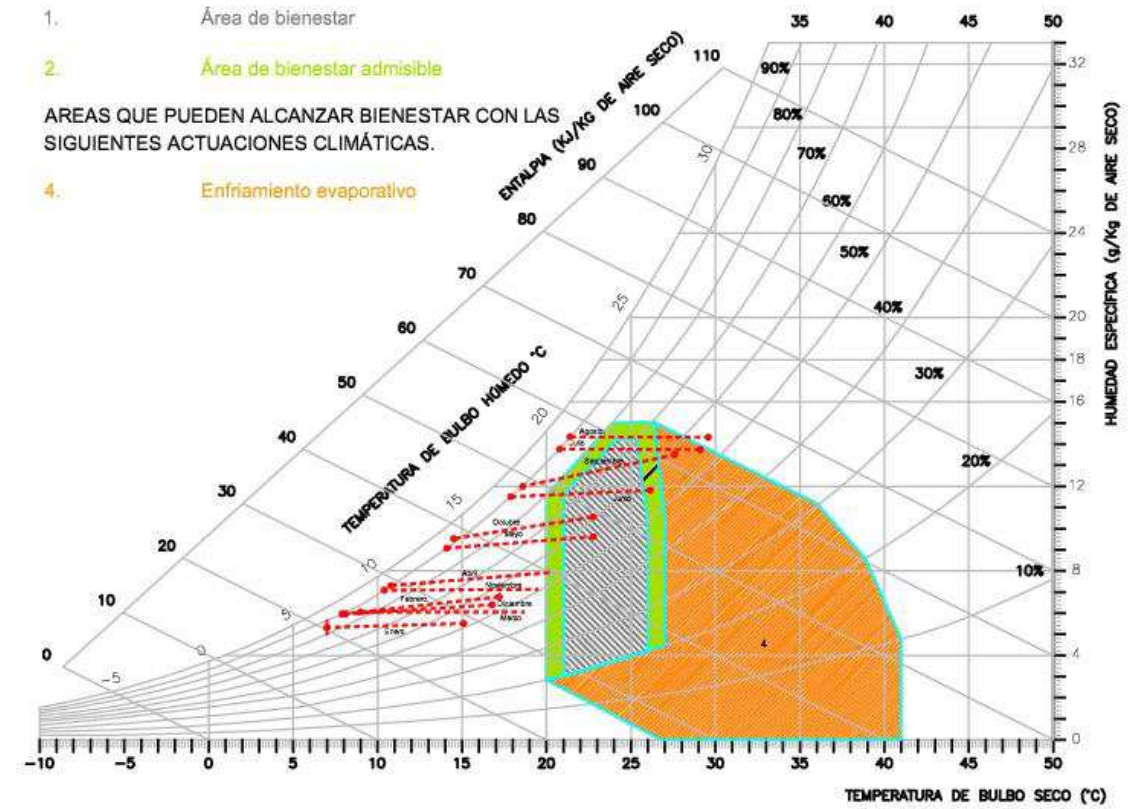 1. Área de bienestar
2. Área de bienestar admisible
AREAS QUE PUEDEN ALCANZAR BIENESTAR CON LAS
SIGUIENTES ACTUACIONES CLIMÁTICAS.
4. Enfriamiento evaporativo
35 40 45 50
ENTALPIA (KJ/KG DE AIRE SECO)
110
100
90
80
70
60
50
40
30
20
10
0
TEMPERATURA DE BULBO HÚMEDO °C
30
25
20
15
10
5
0
-5
90%
80%
70%
60%
50%
40%
30%
20%
10%
32
28
24
20
18
16
12
8
4
0
HUMEDAD ESPECÍFICA (g/Kg DE AIRE SECO)
Agosto
Julio
Septiembre
Junio
Octubre
Mayo
Abril
Noviembre
Febrero
Diciembre
Marzo
Enero
4
-10 -5 0 5 10 15 20 25 30 35 40 45 50
TEMPERATURA DE BULBO SECO (°C)